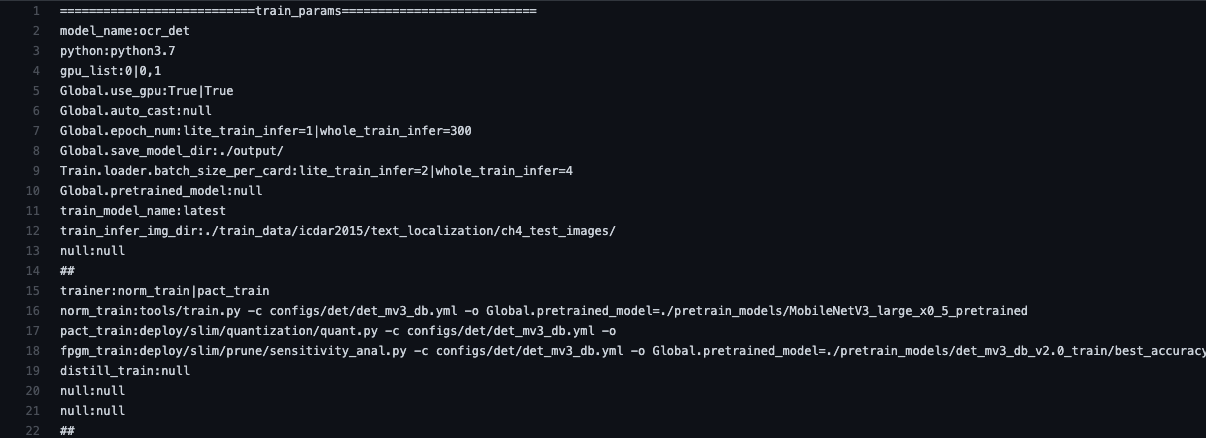 1 ===========================train_params===========================
2 model_name:ocr_det
3 python:python3.7
4 gpu_list:0|0,1
5 Global.use_gpu:True|True
6 Global.auto_cast:null
7 Global.epoch_num:lite_train_infer=1|whole_train_infer=300
8 Global.save_model_dir:./output/
9 Train.loader.batch_size_per_card:lite_train_infer=2|whole_train_infer=4
10 Global.pretrained_model:null
11 train_model_name:latest
12 train_infer_img_dir:./train_data/icdar2015/text_localization/ch4_test_images/
13 null:null
14 ##
15 trainer:norm_train|pact_train
16 norm_train:tools/train.py -c configs/det/det_mv3_db.yml -o Global.pretrained_model=./pretrain_models/MobileNetV3_large_x0_5_pretrained
17 pact_train:deploy/slim/quantization/quant.py -c configs/det/det_mv3_db.yml -o
18 fpgm_train:deploy/slim/prune/sensitivity_anal.py -c configs/det/det_mv3_db.yml -o Global.pretrained_model=./pretrain_models/det_mv3_db_v2.0_train/best_accuracy
19 distill_train:null
20 null:null
21 null:null
22 ##